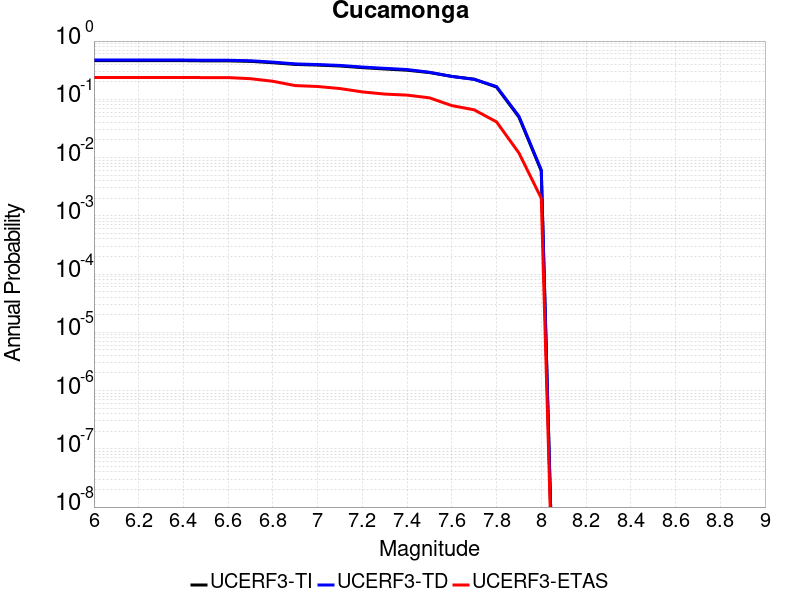 Cucamonga
10^0
10^-1
10^-2
10^-3
10^-4
10^-5
10^-6
10^-7
10^-8
Annual Probability
6 6.2 6.4 6.6 6.8 7 7.2 7.4 7.6 7.8 8 8.2 8.4 8.6 8.8 9
Magnitude
UCERF3-TI UCERF3-TD UCERF3-ETAS